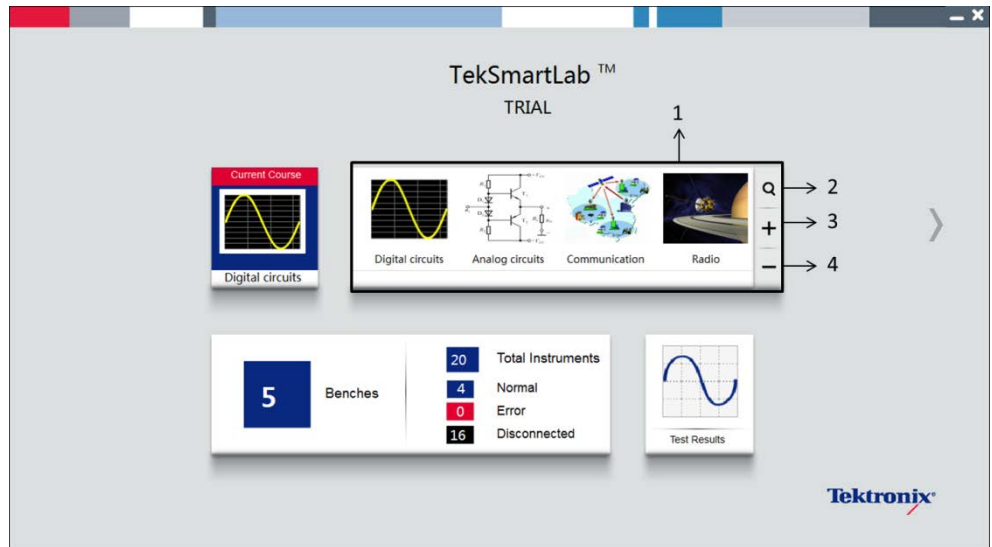 TekSmartLab ™
TRIAL
1
Current Course
Digital circuits
Digital circuits
Analog circuits
Communication
Radio
2
3
4
5
Benches
20 Total Instruments
4 Normal
0 Error
16 Disconnected
Test Results
Tektronix®